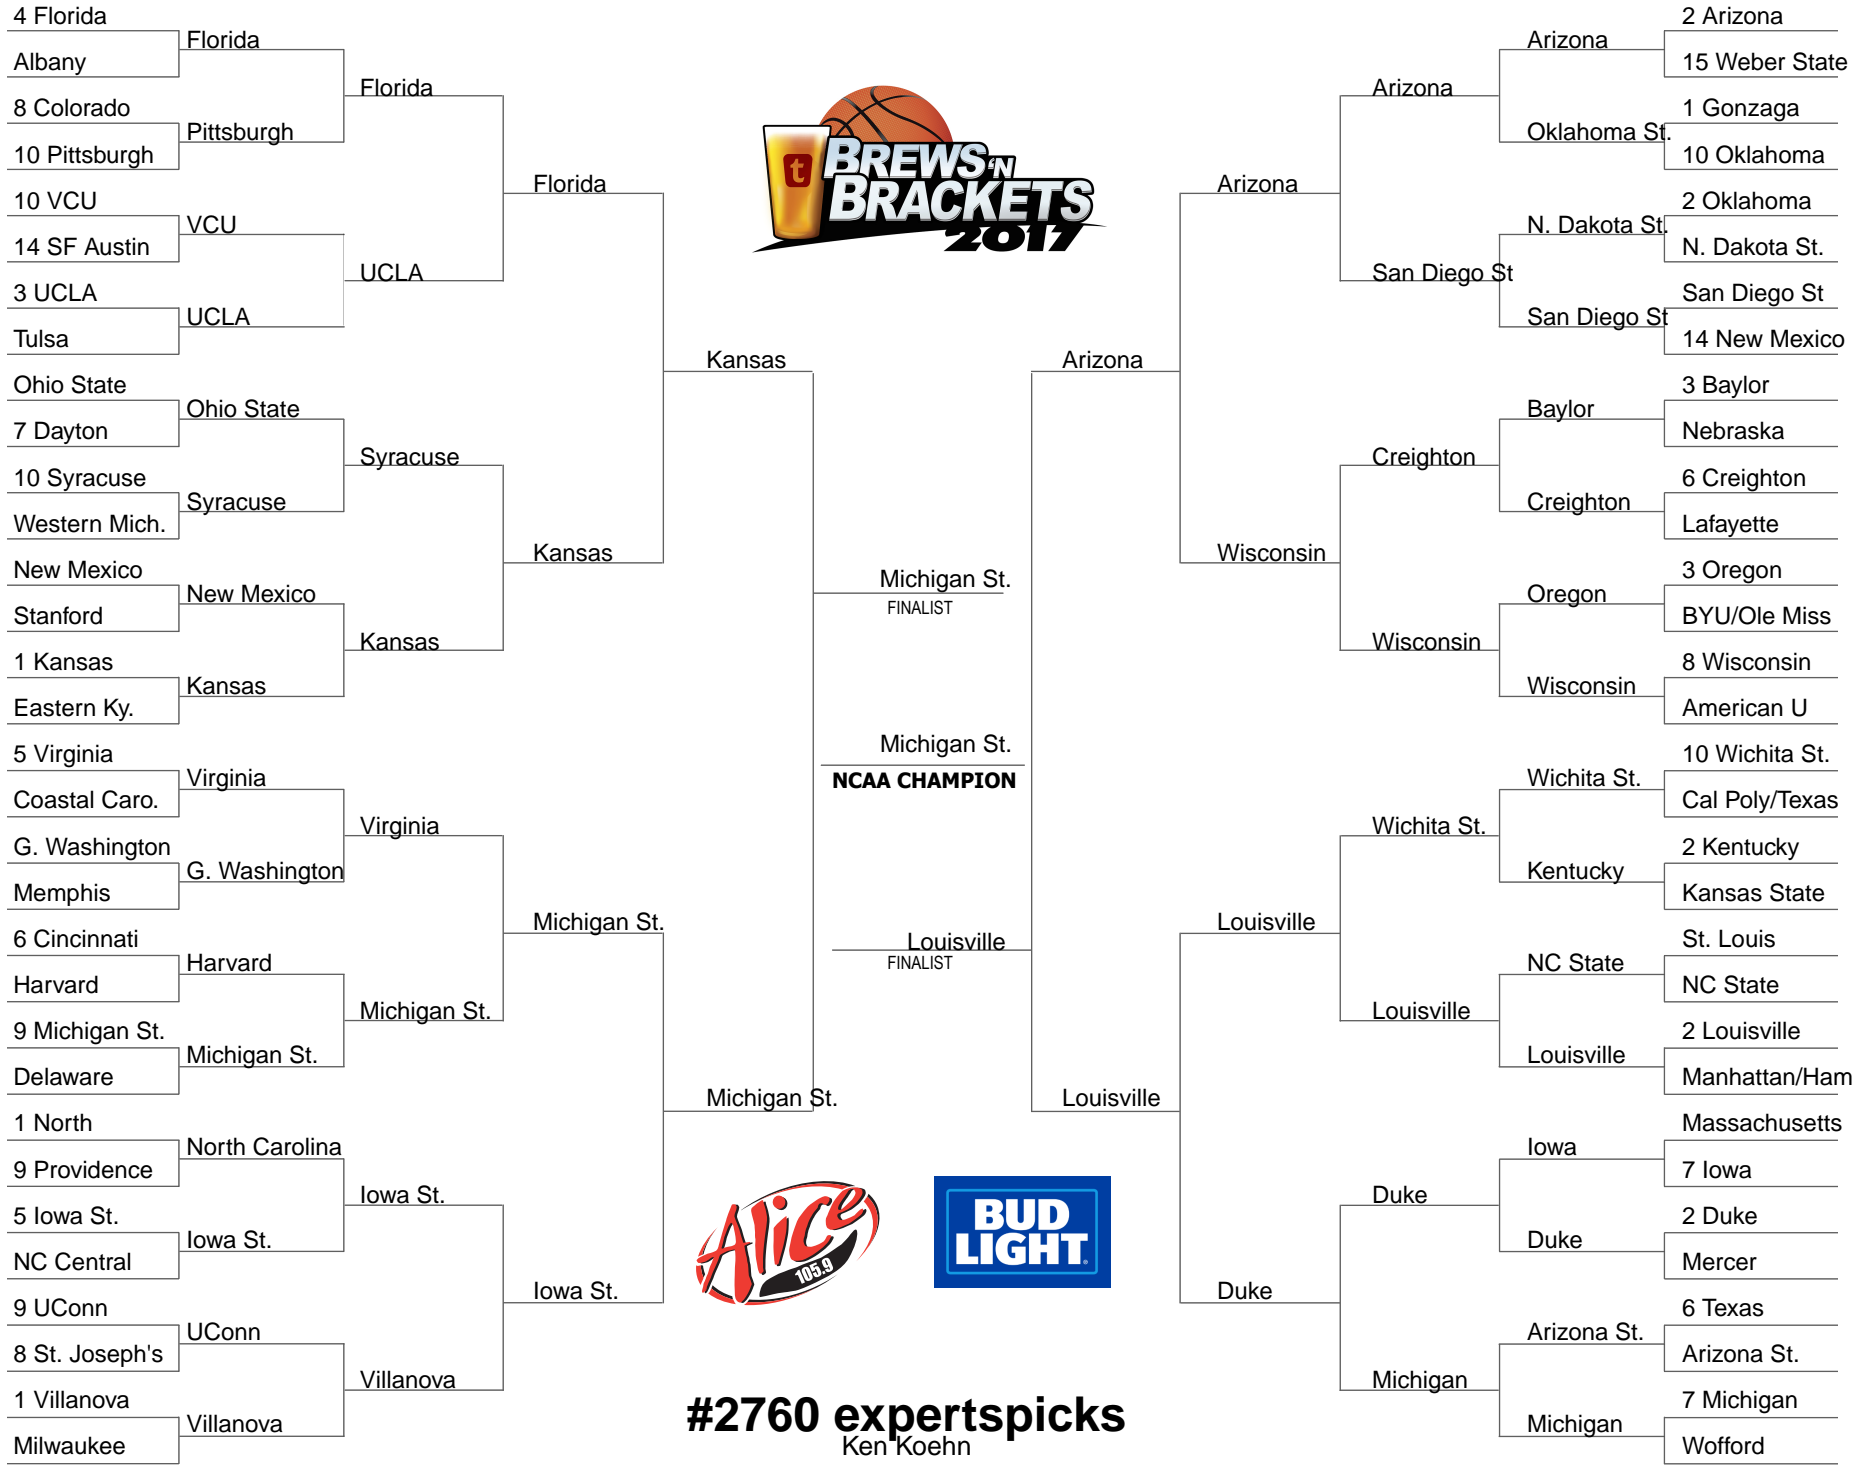 4 Florida
Albany
8 Colorado
10 Pittsburgh
10 VCU
14 SF Austin
3 UCLA
Tulsa
Ohio State
7 Dayton
10 Syracuse
Western Mich.
New Mexico
Stanford
1 Kansas
Eastern Ky.
5 Virginia
Coastal Caro.
G. Washington
Memphis
6 Cincinnati
Harvard
9 Michigan St.
Delaware
1 North
9 Providence
5 Iowa St.
NC Central
9 UConn
8 St. Joseph's
1 Villanova
Milwaukee
Florida
Pittsburgh
VCU
UCLA
Ohio State
Syracuse
New Mexico
Kansas
Virginia
G. Washington
Harvard
Michigan St.
North Carolina
Iowa St.
UConn
Villanova
Florida
UCLA
Syracuse
Kansas
Virginia
Michigan St.
Iowa St.
Villanova
Florida
Kansas
Michigan St.
Iowa St.
Kansas
Michigan St.
t
BREWS 'N
BRACKETS
2017
Michigan St.
FINALIST
Michigan St.
NCAA CHAMPION
Louisville
FINALIST
Alice
105.9
BUD
LIGHT
#2760 expertspicks
Ken Koehn
Arizona
Louisville
Arizona
Wisconsin
Louisville
Duke
Arizona
San Diego St
Creighton
Wisconsin
Wichita St.
Louisville
Duke
Michigan
Arizona
Oklahoma St.
N. Dakota St.
San Diego St
Baylor
Creighton
Oregon
Wisconsin
Wichita St.
Kentucky
NC State
Louisville
Iowa
Duke
Arizona St.
Michigan
2 Arizona
15 Weber State
1 Gonzaga
10 Oklahoma
2 Oklahoma
N. Dakota St.
San Diego St
14 New Mexico
3 Baylor
Nebraska
6 Creighton
Lafayette
3 Oregon
BYU/Ole Miss
8 Wisconsin
American U
10 Wichita St.
Cal Poly/Texas
2 Kentucky
Kansas State
St. Louis
NC State
2 Louisville
Manhattan/Ham
Massachusetts
7 Iowa
2 Duke
Mercer
6 Texas
Arizona St.
7 Michigan
Wofford